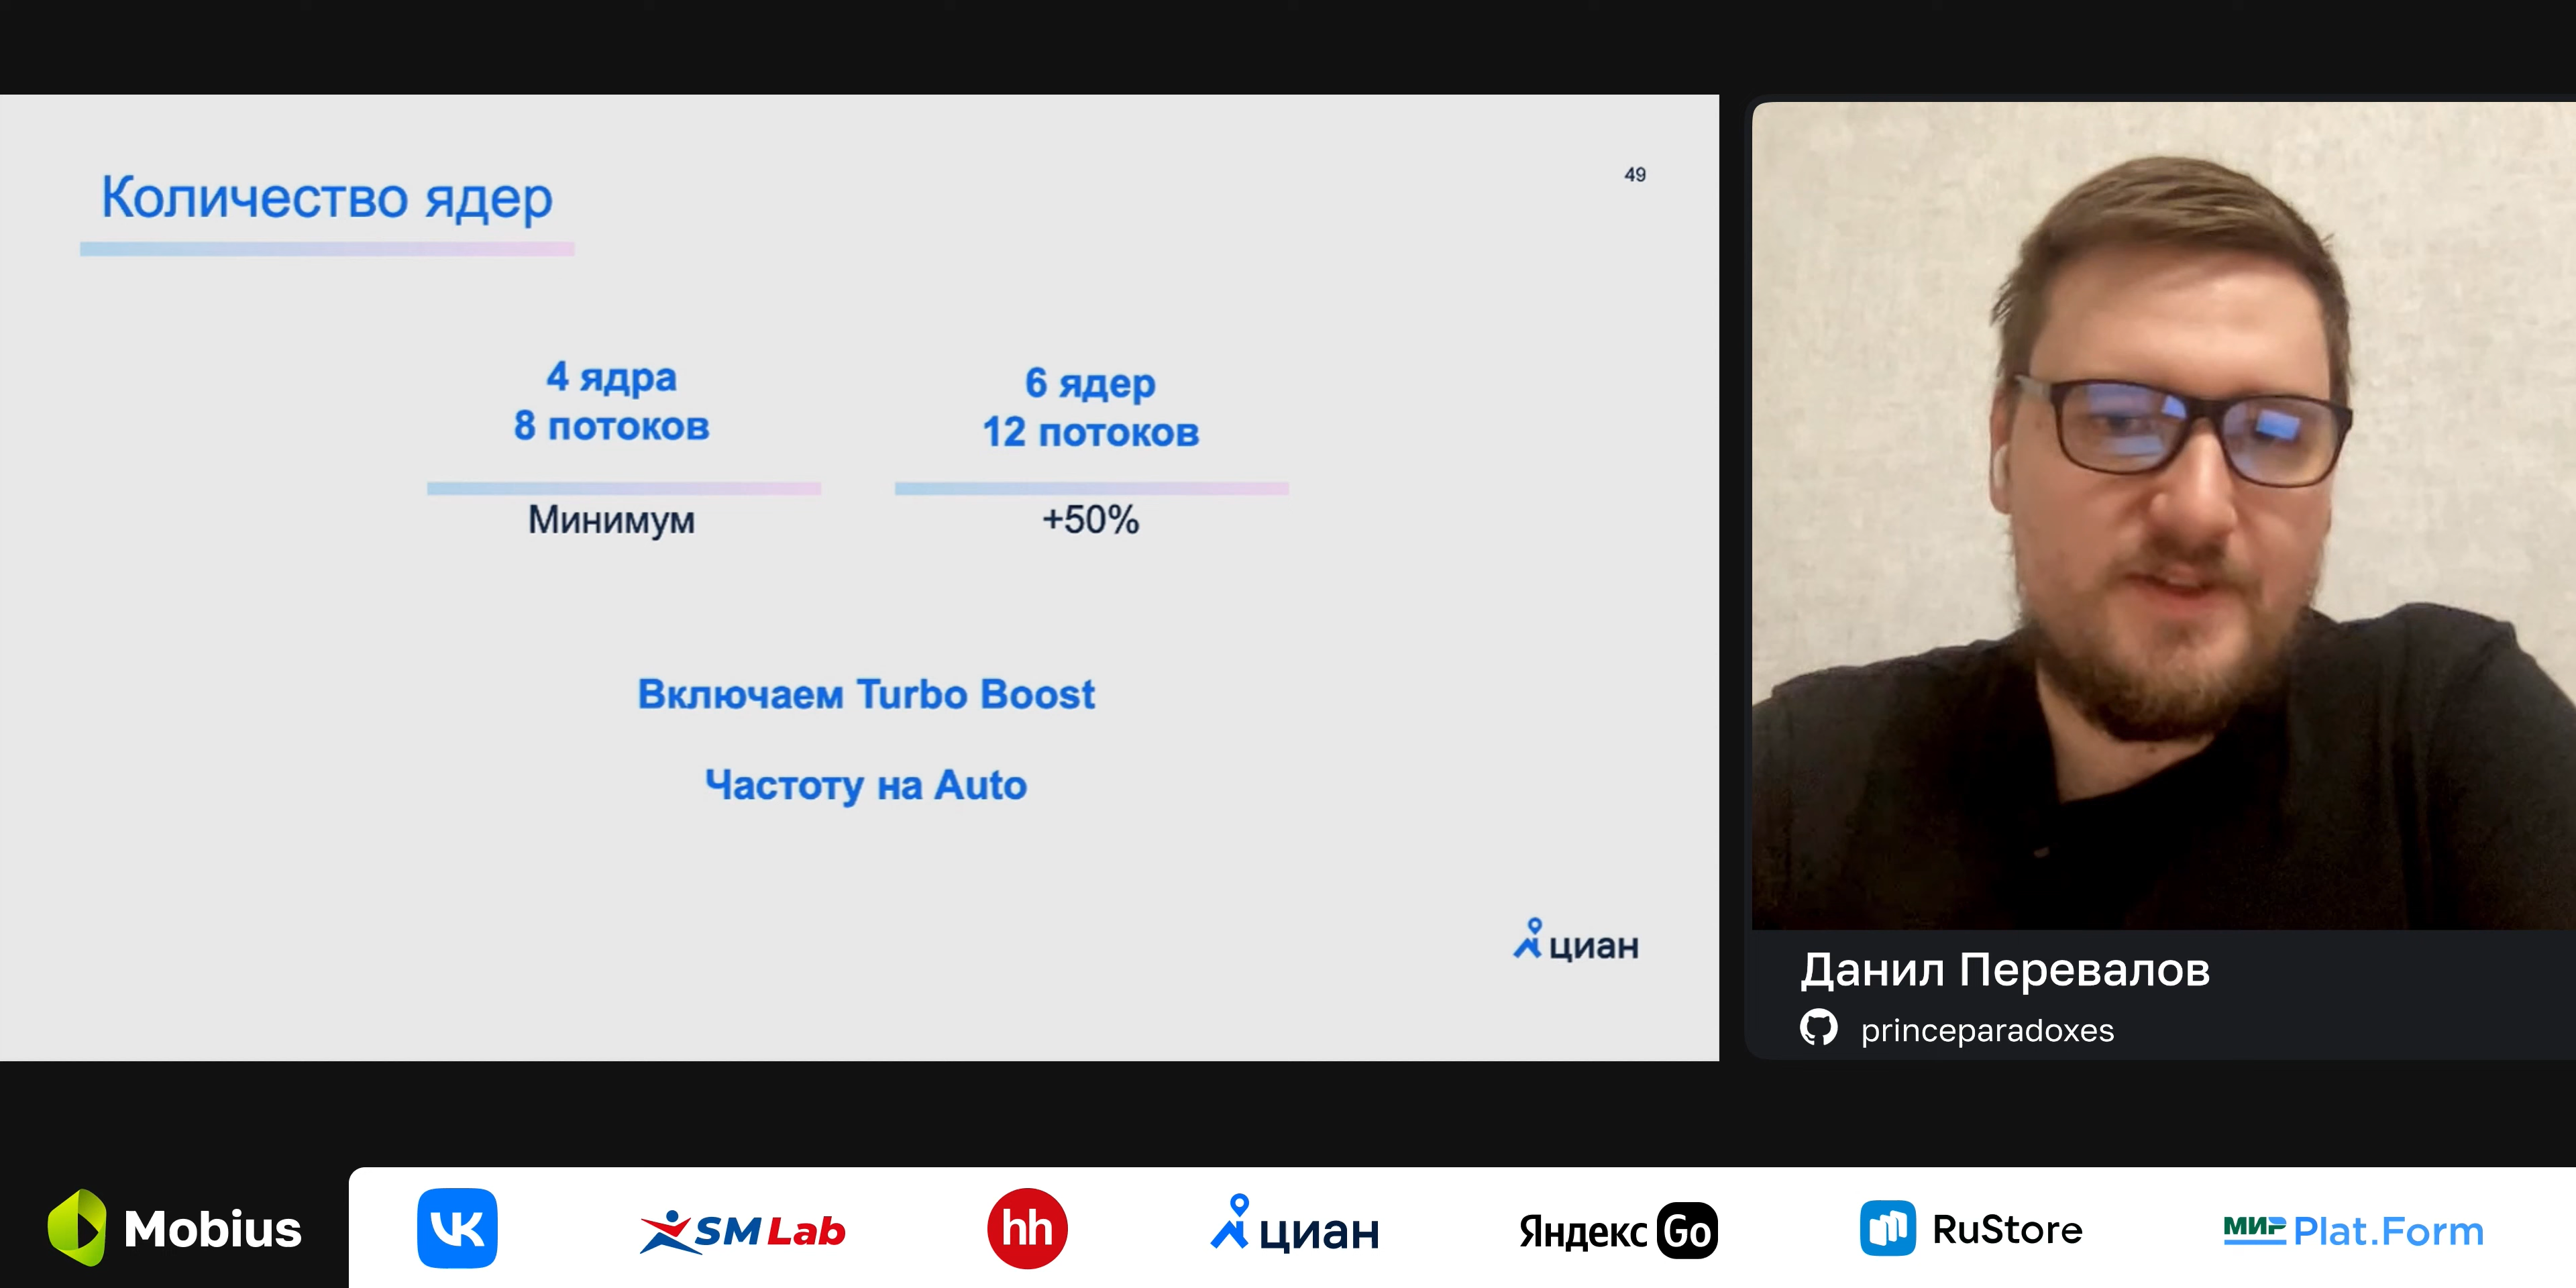 Количество ядер
49
4 ядра
8 потоков
Минимум
6 ядер
12 потоков
+50%
Включаем Turbo Boost
Частоту на Auto
циан
Данил Перевалов
princeparadoxes
Mobius
VK
SM Lab
hh
циан
Яндекс Go
RuStore
МИР Plat.Form